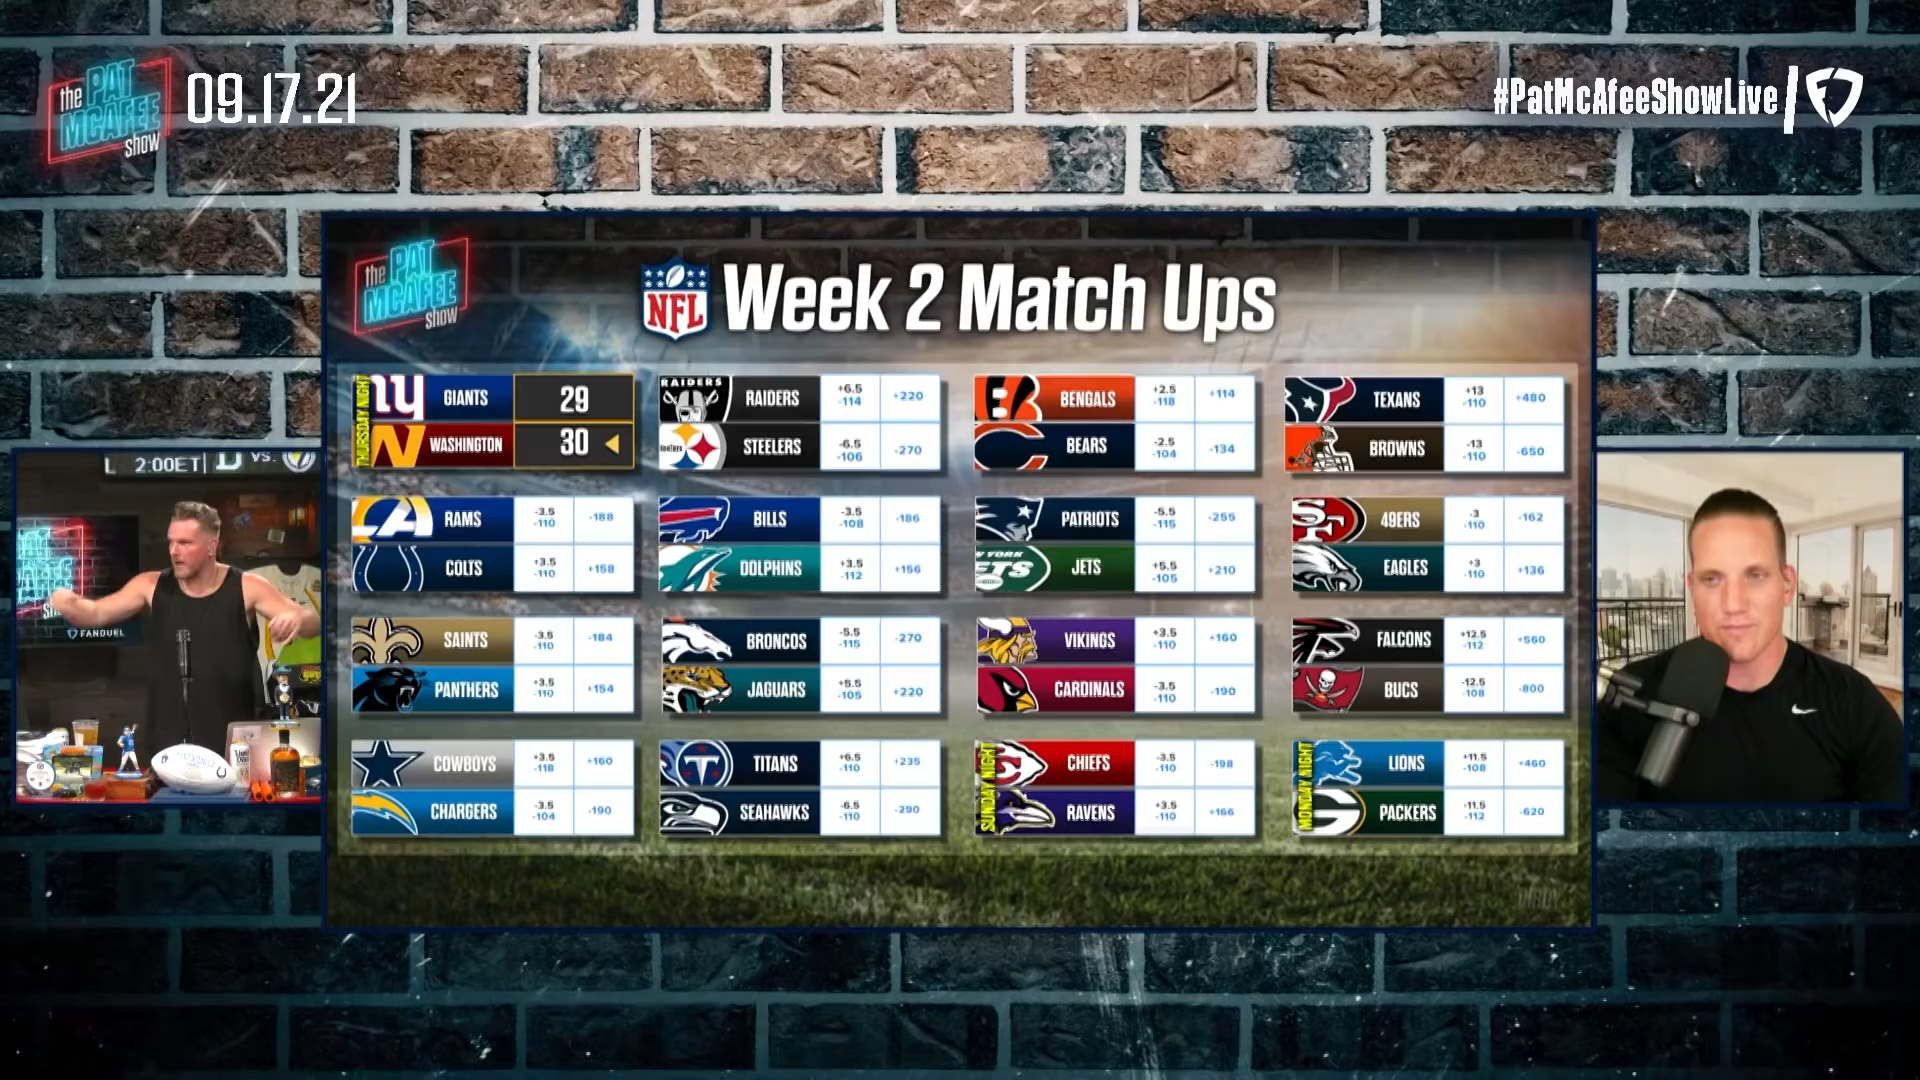 the PAT MCAFEE show
09.17.21
#PatMcAfeeShowLive
the PAT MCAFEE show
NFL
Week 2 Match Ups
THURSDAY NIGHT
GIANTS 29
WASHINGTON 30
RAIDERS
RAIDERS +6.5 -114 +220
STEELERS -6.5 -106 -270
BENGALS +2.5 -118 +114
BEARS -2.5 -104 -134
TEXANS +13 -110 +480
BROWNS -13 -110 -650
RAMS -3.5 -110 -188
COLTS +3.5 -110 +158
BILLS -3.5 -108 -186
DOLPHINS +3.5 -112 +156
PATRIOTS -5.5 -115 -255
JETS +5.5 -105 +210
49ERS -3 -110 -162
EAGLES +3 -110 +136
SAINTS -3.5 -110 -184
PANTHERS +3.5 -110 +154
BRONCOS -5.5 -115 -270
JAGUARS +5.5 -105 +220
VIKINGS +3.5 -110 +160
CARDINALS -3.5 -110 -190
FALCONS +12.5 -112 +560
BUCS -12.5 -108 -800
COWBOYS +3.5 -118 +160
CHARGERS -3.5 -104 -190
TITANS +6.5 -110 +235
SEAHAWKS -6.5 -110 -290
SUNDAY NIGHT
CHIEFS -3.5 -110 -198
RAVENS +3.5 -110 +166
MONDAY NIGHT
LIONS +11.5 -108 +460
PACKERS -11.5 -112 -620
2:00ET
VS.
FANDUEL